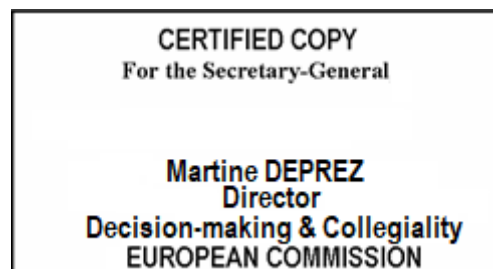 CERTIFIED COPY
For the Secretary-General
Martine DEPREZ
Director
Decision-making & Collegiality
EUROPEAN COMMISSION